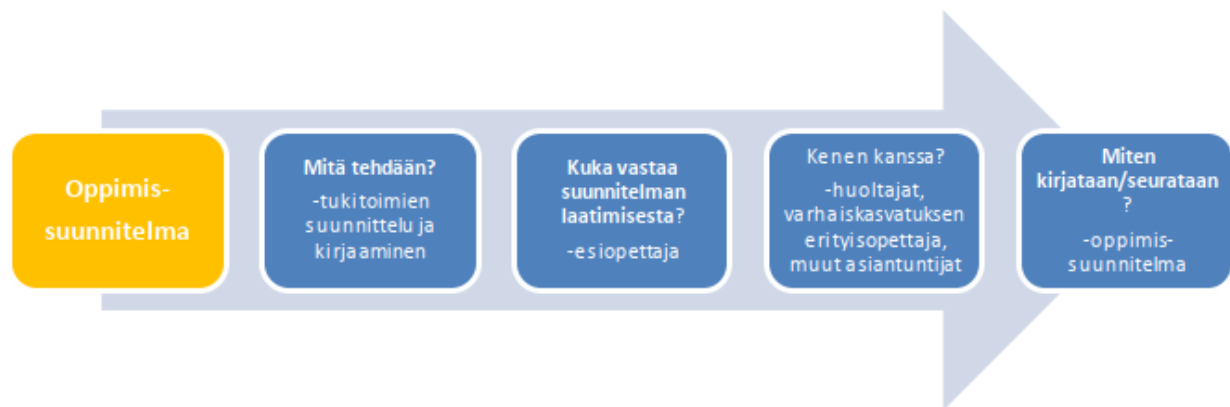 Oppimis-
suunnitelma
Mitä tehdään?
-tukitoimien
suunnittelu ja
kirjaaminen
Kuka vastaa
suunnitelman
laatimisesta?
-esiopettaja
Kenen kanssa?
-huoltajat,
varhaiskasvatuksen
erityisopettaja,
muut asiantuntijat
Miten
kirjataan/seurataan
?
-oppimis-
suunnitelma